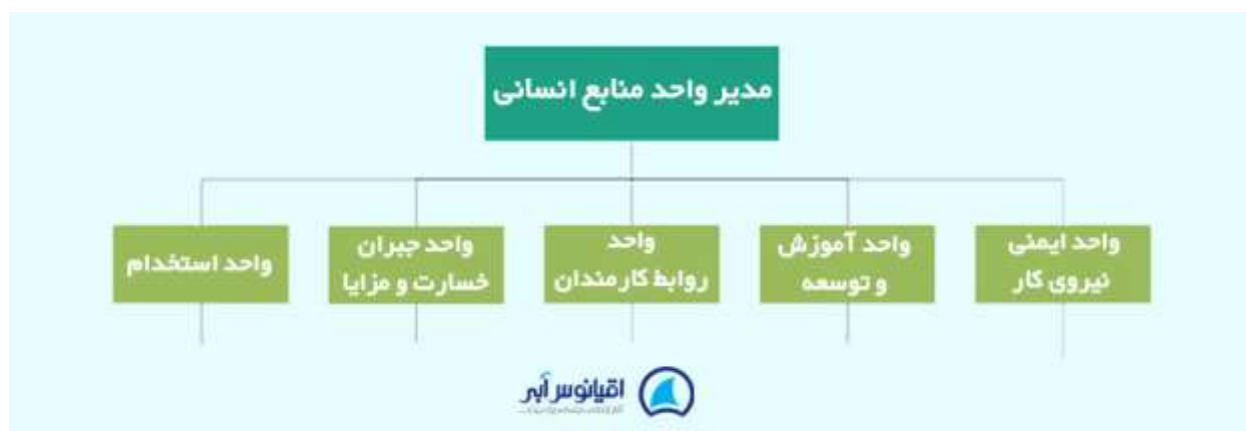 مدیر واحد منابع انسانی
واحد ایمنی
نیروی کار
واحد آموزش
و توسعه
واحد
روابط کارمندان
واحد جبران
خسارت و مزایا
واحد استخدام
اقیانوس آبی